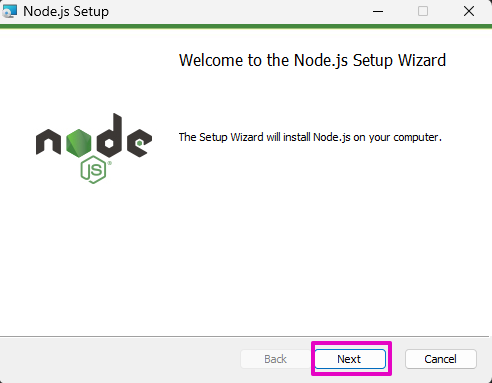 Node.js Setup
Welcome to the Node.js Setup Wizard
The Setup Wizard will install Node.js on your computer.
node
JS®
Back
Next
Cancel